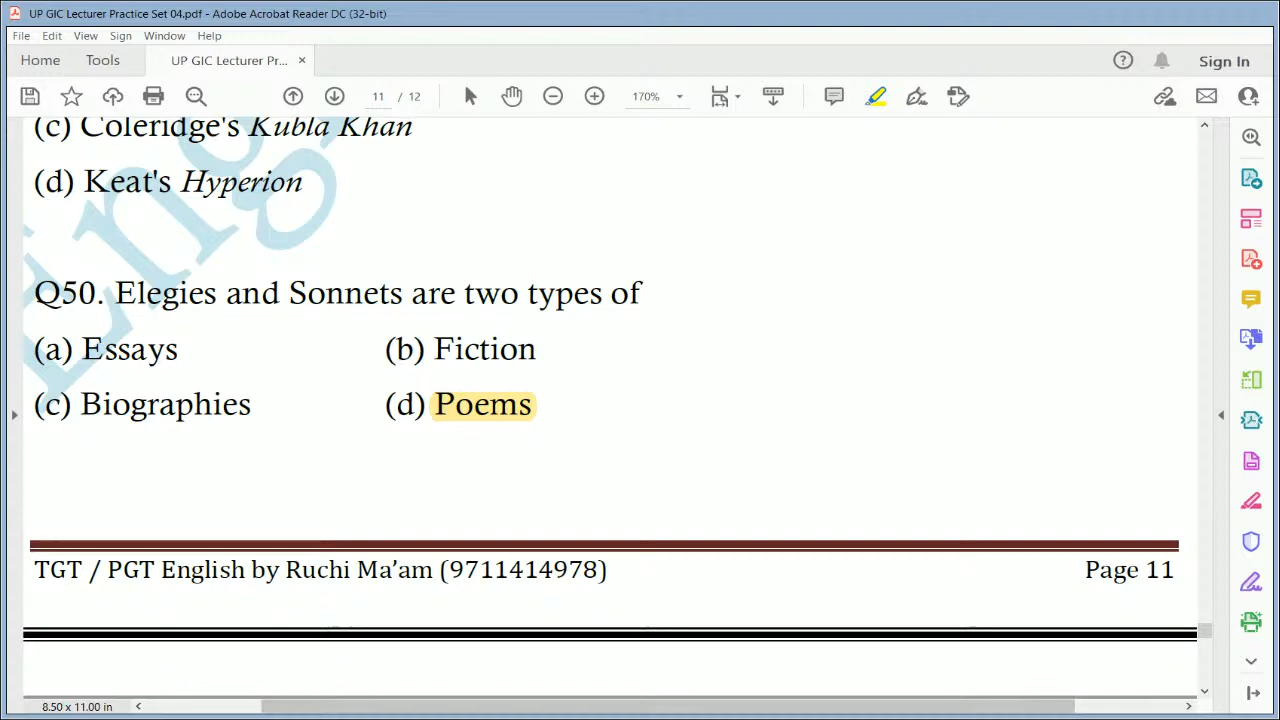 UP GIC Lecturer Practice Set 04.pdf - Adobe Acrobat Reader DC (32-bit)
File Edit View Sign Window Help
Home Tools UP GIC Lecturer Pr... ×
11 / 12 170%
Sign In
(c) Coleridge's Kubla Khan
(d) Keat's Hyperion
Q50. Elegies and Sonnets are two types of
(a) Essays (b) Fiction
(c) Biographies (d) Poems
TGT / PGT English by Ruchi Ma’am (9711414978) Page 11
8.50 x 11.00 in
Eng